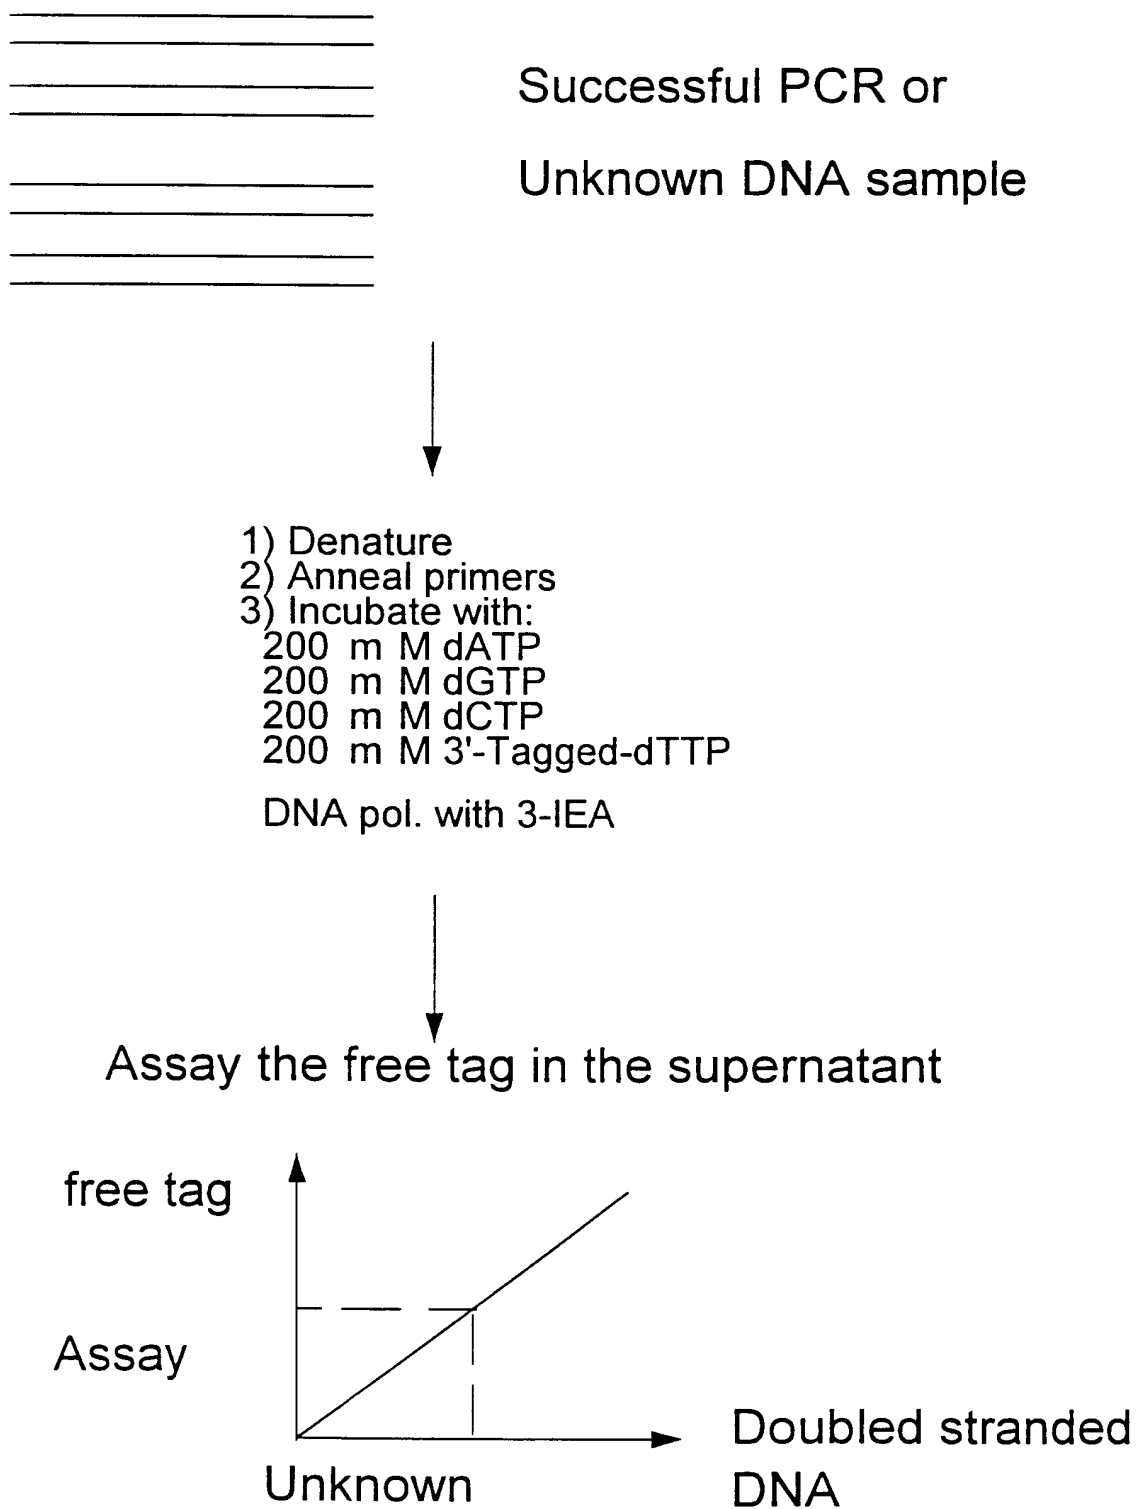 Successful PCR or
Unknown DNA sample
1) Denature
2) Anneal primers
3) Incubate with:
200 m M dATP
200 m M dGTP
200 m M dCTP
200 m M 3'-Tagged-dTTP
DNA pol. with 3-IEA
Assay the free tag in the supernatant
free tag
Assay
Doubled stranded
DNA
Unknown